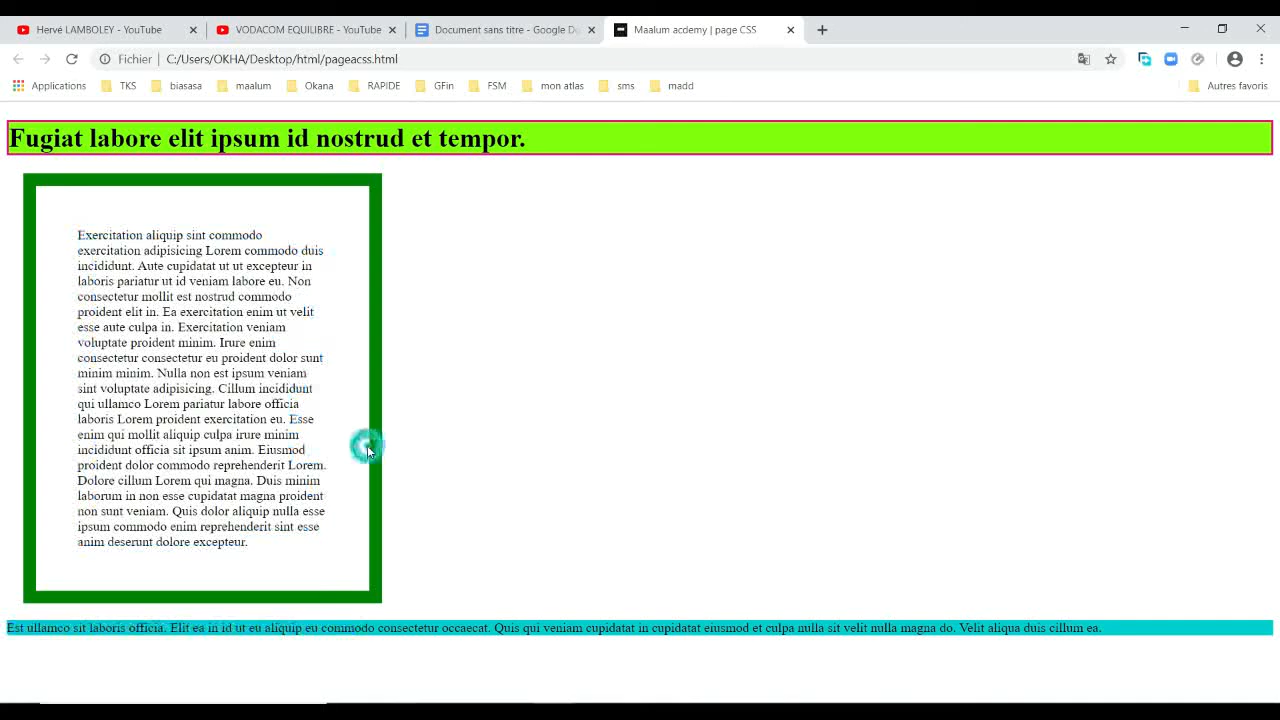 Hervé LAMBOLEY - YouTube
VODACOM EQUILIBRE - YouTube
Document sans titre - Google Do
Maalum acdemy | page CSS
Fichier | C:/Users/OKHA/Desktop/html/pageacss.html
Applications TKS biasasa maalum Okana RAPIDE GFin FSM mon atlas sms madd Autres favoris
Fugiat labore elit ipsum id nostrud et tempor.
Exercitation aliquip sint commodo
exercitation adipisicing Lorem commodo duis
incididunt. Aute cupidatat ut ut excepteur in
laboris pariatur ut id veniam labore eu. Non
consectetur mollit est nostrud commodo
proident elit in. Ea exercitation enim ut velit
esse aute culpa in. Exercitation veniam
voluptate proident minim. Irure enim
consectetur consectetur eu proident dolor sunt
minim minim. Nulla non est ipsum veniam
sint voluptate adipisicing. Cillum incididunt
qui ullamco Lorem pariatur labore officia
laboris Lorem proident exercitation eu. Esse
enim qui mollit aliquip culpa irure minim
incididunt officia sit ipsum anim. Eiusmod
proident dolor commodo reprehenderit Lorem.
Dolore cillum Lorem qui magna. Duis minim
laborum in non esse cupidatat magna proident
non sunt veniam. Quis dolor aliquip nulla esse
ipsum commodo enim reprehenderit sint esse
anim deserunt dolore excepteur.
Est ullamco sit laboris officia. Elit ea in id ut eu aliquip eu commodo consectetur occaecat. Quis qui veniam cupidatat in cupidatat eiusmod et culpa nulla sit velit nulla magna do. Velit aliqua duis cillum ea.